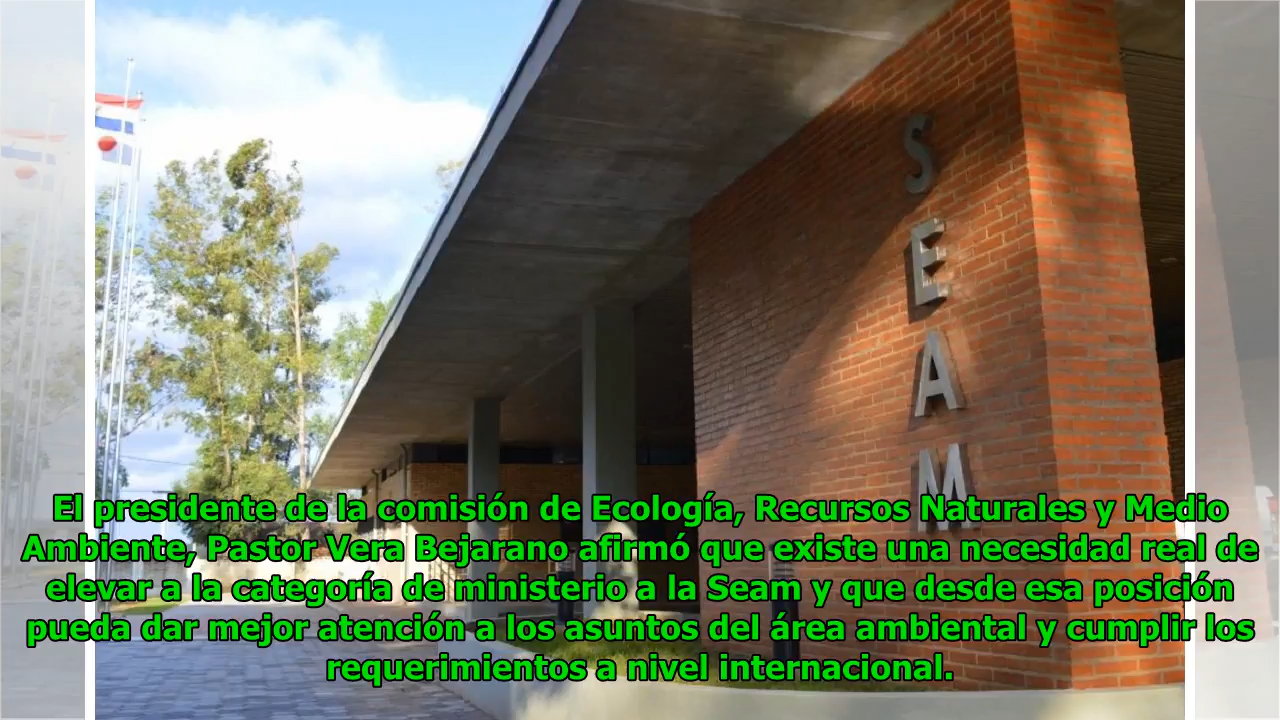 S
E
A
M
El presidente de la comisión de Ecología, Recursos Naturales y Medio
Ambiente, Pastor Vera Bejarano afirmó que existe una necesidad real de
elevar a la categoría de ministerio a la Seam y que desde esa posición
pueda dar mejor atención a los asuntos del área ambiental y cumplir los
requerimientos a nivel internacional.